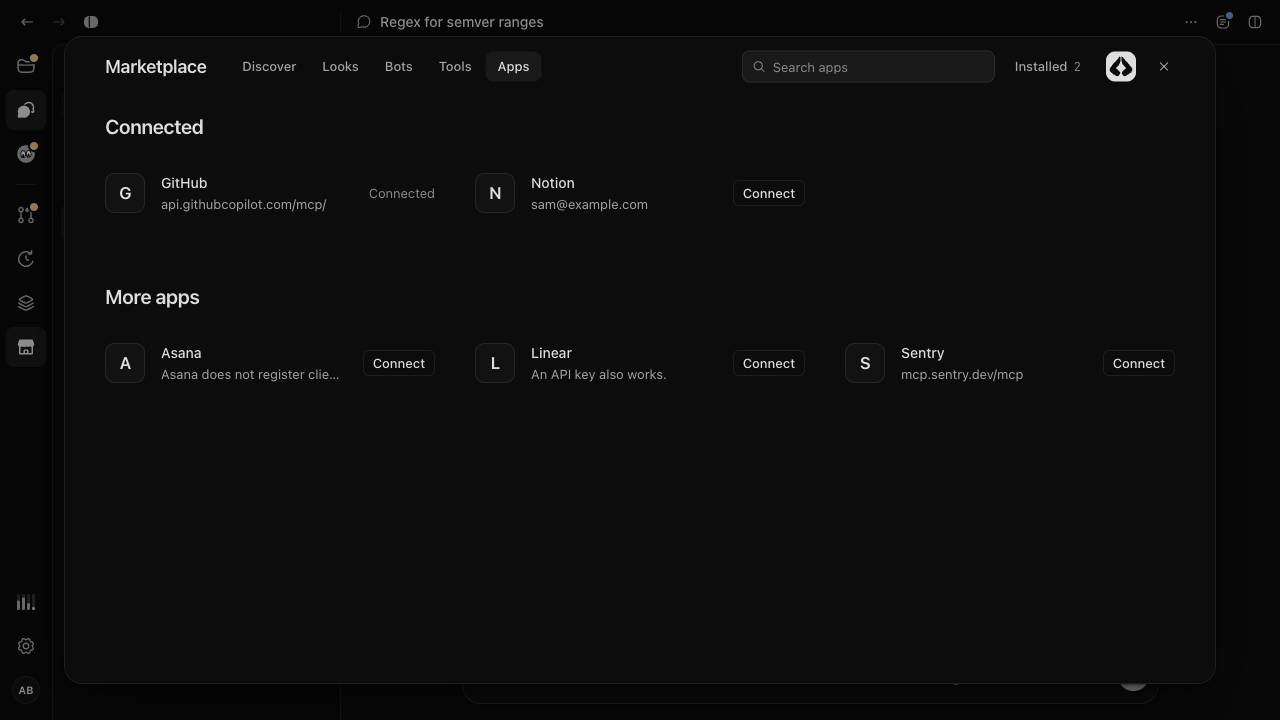 Regex for semver ranges
Marketplace
Discover
Looks
Bots
Tools
Apps
Search apps
Installed 2
Connected
G
GitHub
api.githubcopilot.com/mcp/
Connected
N
Notion
sam@example.com
Connect
More apps
A
Asana
Asana does not register clie...
Connect
L
Linear
An API key also works.
Connect
S
Sentry
mcp.sentry.dev/mcp
Connect
AB